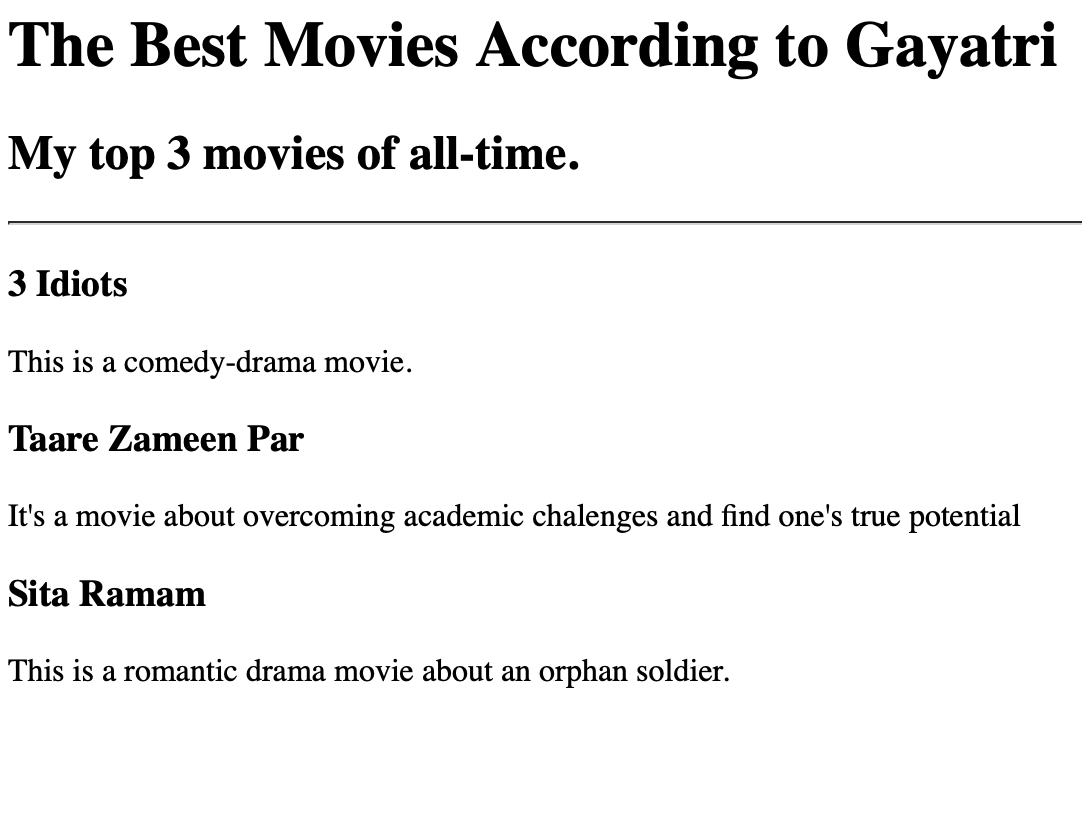 The Best Movies According to Gayatri
My top 3 movies of all-time.
3 Idiots
This is a comedy-drama movie.
Taare Zameen Par
It's a movie about overcoming academic chalenges and find one's true potential
Sita Ramam
This is a romantic drama movie about an orphan soldier.